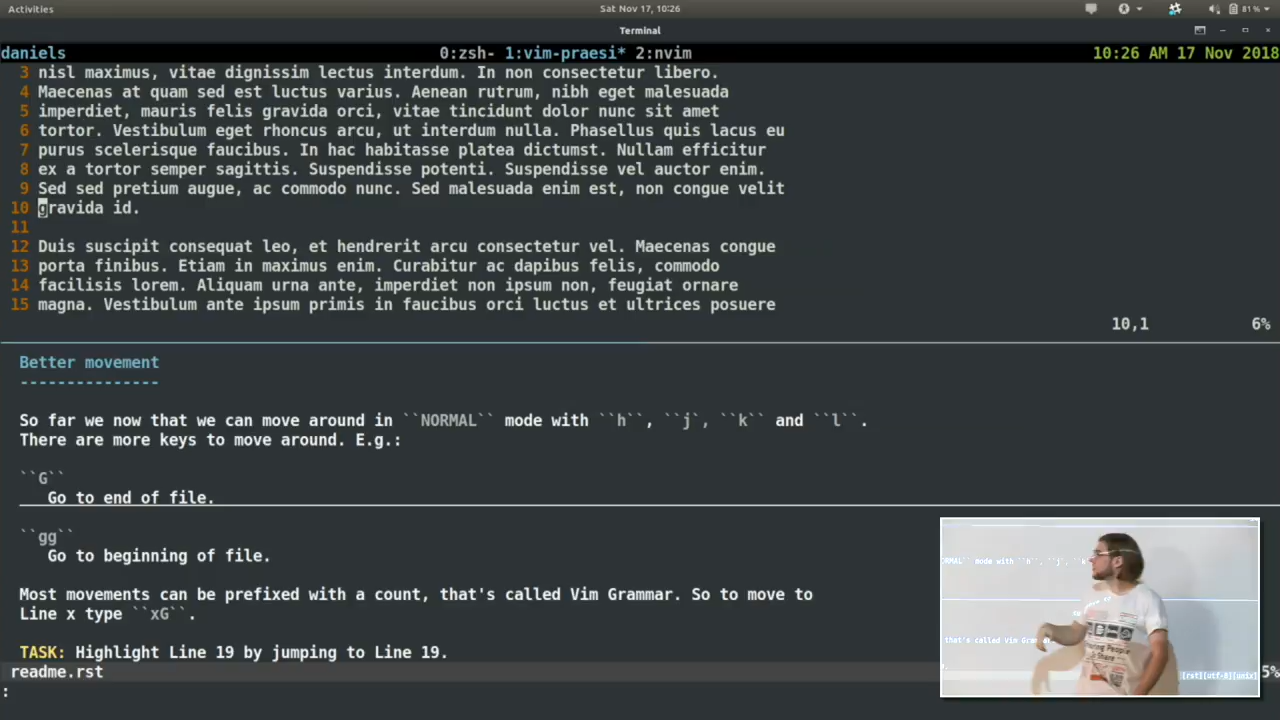 Activities
Sat Nov 17, 10:26
81 %
Terminal
daniels 0:zsh- 1:vim-praesi* 2:nvim 10:26 AM 17 Nov 2018
3 nisl maximus, vitae dignissim lectus interdum. In non consectetur libero.
4 Maecenas at quam sed est luctus varius. Aenean rutrum, nibh eget malesuada
5 imperdiet, mauris felis gravida orci, vitae tincidunt dolor nunc sit amet
6 tortor. Vestibulum eget rhoncus arcu, ut interdum nulla. Phasellus quis lacus eu
7 purus scelerisque faucibus. In hac habitasse platea dictumst. Nullam efficitur
8 ex a tortor semper sagittis. Suspendisse potenti. Suspendisse vel auctor enim.
9 Sed sed pretium augue, ac commodo nunc. Sed malesuada enim est, non congue velit
10 gravida id.
11
12 Duis suscipit consequat leo, et hendrerit arcu consectetur vel. Maecenas congue
13 porta finibus. Etiam in maximus enim. Curabitur ac dapibus felis, commodo
14 facilisis lorem. Aliquam urna ante, imperdiet non ipsum non, feugiat ornare
15 magna. Vestibulum ante ipsum primis in faucibus orci luctus et ultrices posuere
10,1 6%
Better movement
---------------
So far we now that we can move around in ``NORMAL`` mode with ``h``, ``j``, ``k`` and ``l``.
There are more keys to move around. E.g.:
``G``
Go to end of file.
``gg``
Go to beginning of file.
Most movements can be prefixed with a count, that's called Vim Grammar. So to move to
Line x type ``xG``.
TASK: Highlight Line 19 by jumping to Line 19.
readme.rst 5%
:
mode with ``h``, ``j``,
that's called Vim
[rst][utf-8][unix]